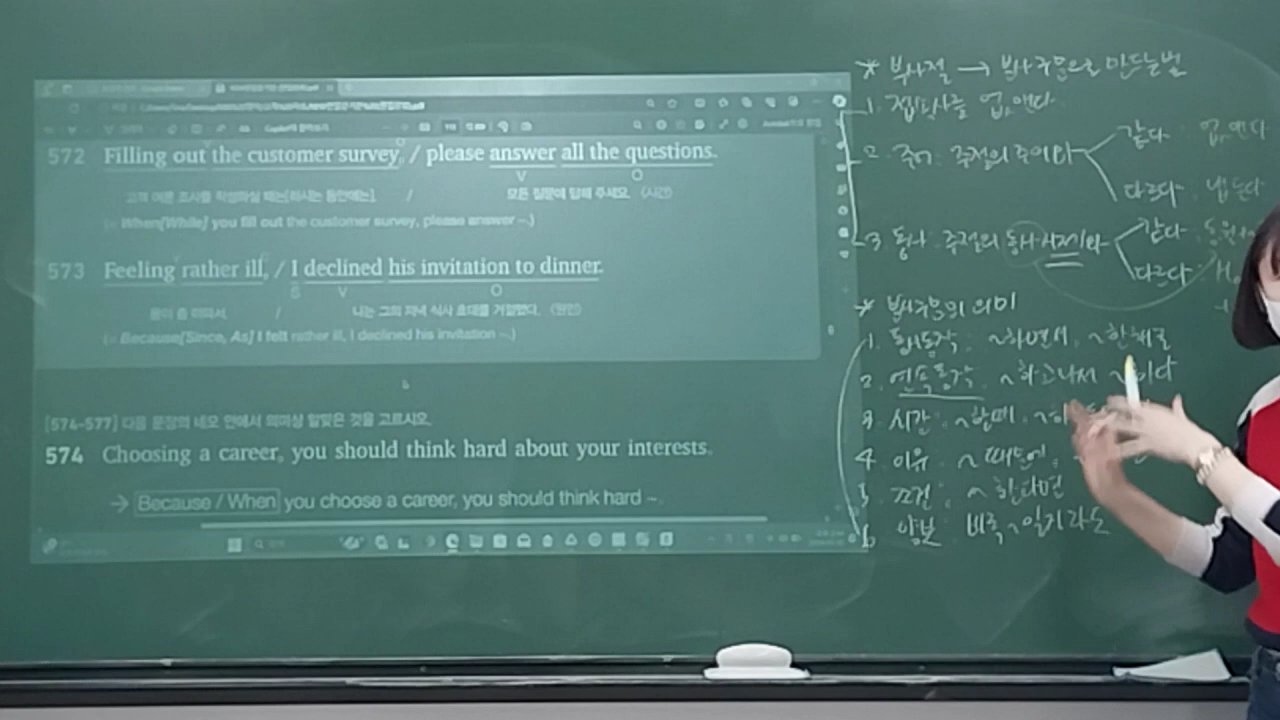 572 Filling out the customer survey, / please answer all the questions.
V O
고객 여론 조사를 작성하실 때는[하시는 동안에는], / 모든 질문에 답해 주세요. 〈시간〉
(= When[While] you fill out the customer survey, please answer ~.)
573 Feeling rather ill, / I declined his invitation to dinner.
S V O
몸이 좀 아파서, / 나는 그의 저녁 식사 초대를 거절했다. 〈원인〉
(= Because[Since, As] I felt rather ill, I declined his invitation ~.)
[574-577] 다음 문장의 네모 안에서 의미상 알맞은 것을 고르시오.
574 Choosing a career, you should think hard about your interests.
→ Because / When you choose a career, you should think hard ~.
* 부사절 → 분사구문으로 만드는 법
1. 접속사를 없앤다
2. 주어 : 주절의 주어와 같다 : 없앤다
다르다 : 냅둔다
3. 동사 : 주절의 동사 시제와 같다 :
다르다 :
* 분사구문의 의미
1. 동시동작 : ~하면서, ~한 채로
2. 연속동작 : ~하고나서 ~이다
3. 시간 : ~할때,
4. 이유 : ~때문에,
5. 조건 : ~한다면
6. 양보 : 비록 ~일지라도